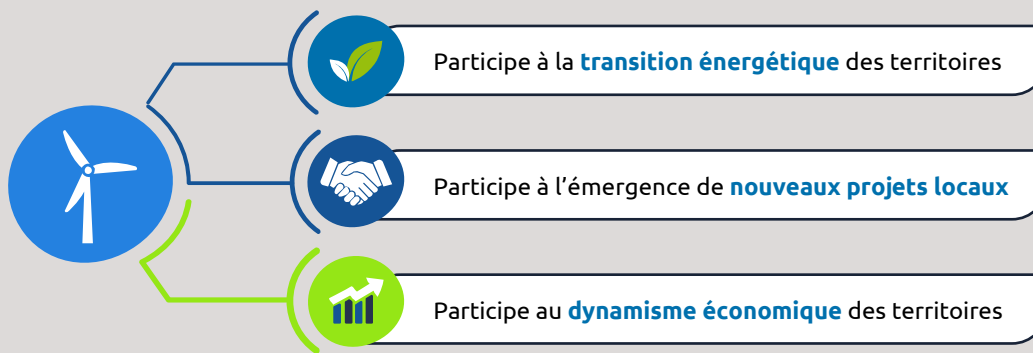 Participe à la transition énergétique des territoires
Participe à l’émergence de nouveaux projets locaux
Participe au dynamisme économique des territoires